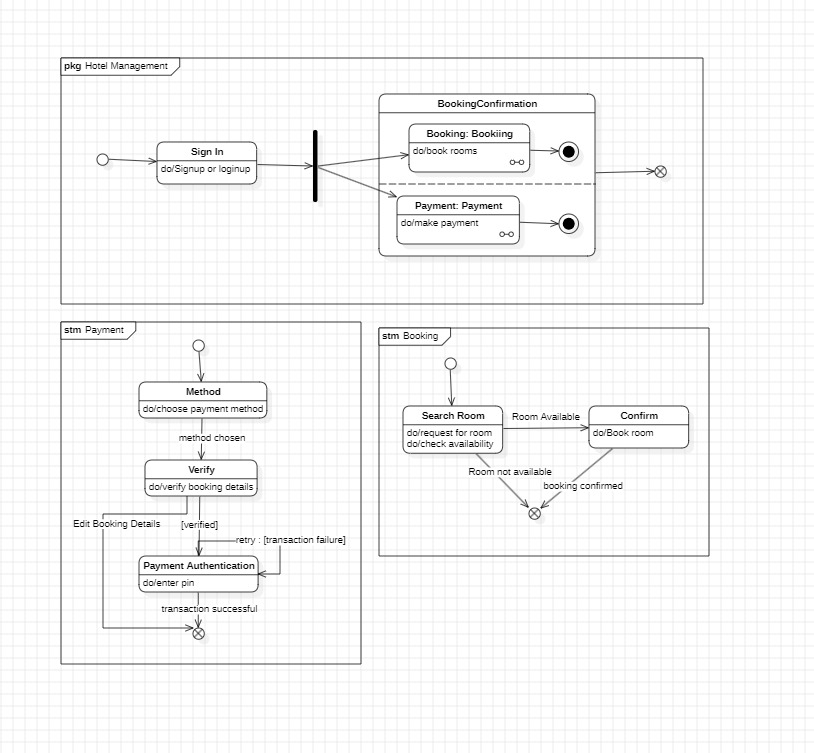 pkg Hotel Management
BookingConfirmation
Sign In
do/Signup or loginup
Booking: Bookiing
do/book rooms
Payment: Payment
do/make payment
stm Payment
Method
do/choose payment method
method chosen
Verify
do/verify booking details
Edit Booking Details
[verified]
retry : [transaction failure]
Payment Authentication
do/enter pin
transaction successful
stm Booking
Search Room
do/request for room
do/check availability
Room Available
Confirm
do/Book room
Room not available
booking confirmed